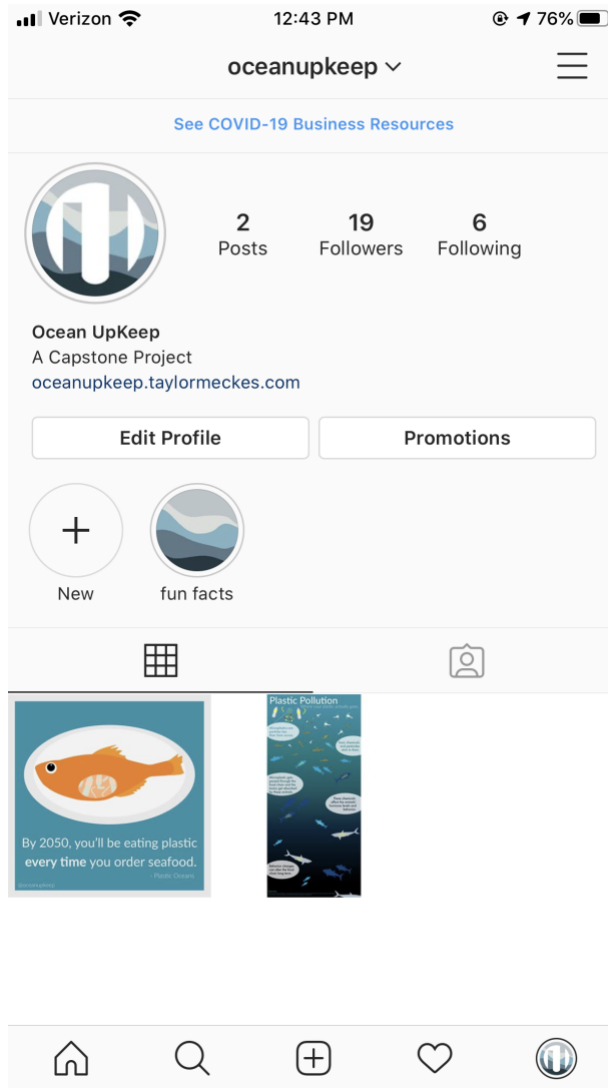 Verizon 12:43 PM 76%
oceanupkeep
See COVID-19 Business Resources
2 19 6
Posts Followers Following
Ocean UpKeep
A Capstone Project
oceanupkeep.taylormeckes.com
Edit Profile Promotions
New fun facts
Plastic Pollution
By 2050, you'll be eating plastic
every time you order seafood.
- Plastic Oceans